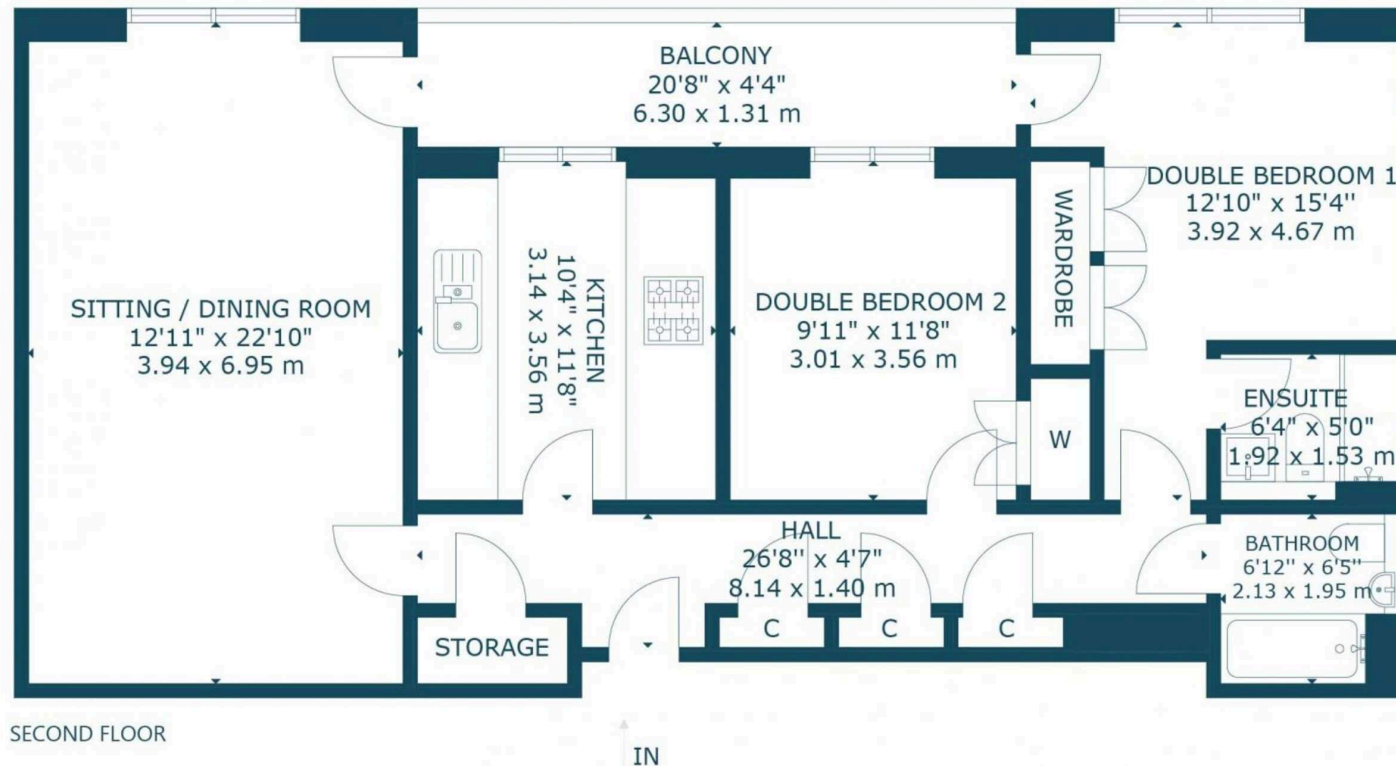 BALCONY
20'8" x 4'4"
6.30 x 1.31 m
DOUBLE BEDROOM 1
12'10" x 15'4''
3.92 x 4.67 m
WARDROBE
SITTING / DINING ROOM
12'11" x 22'10"
3.94 x 6.95 m
KITCHEN
10'4" x 11'8"
3.14 x 3.56 m
DOUBLE BEDROOM 2
9'11" x 11'8"
3.01 x 3.56 m
W
ENSUITE
6'4" x 5'0"
1.92 x 1.53 m
HALL
26'8'' x 4'7"
8.14 x 1.40 m
BATHROOM
6'12'' x 6'5''
2.13 x 1.95 m
STORAGE
C
C
C
SECOND FLOOR
IN